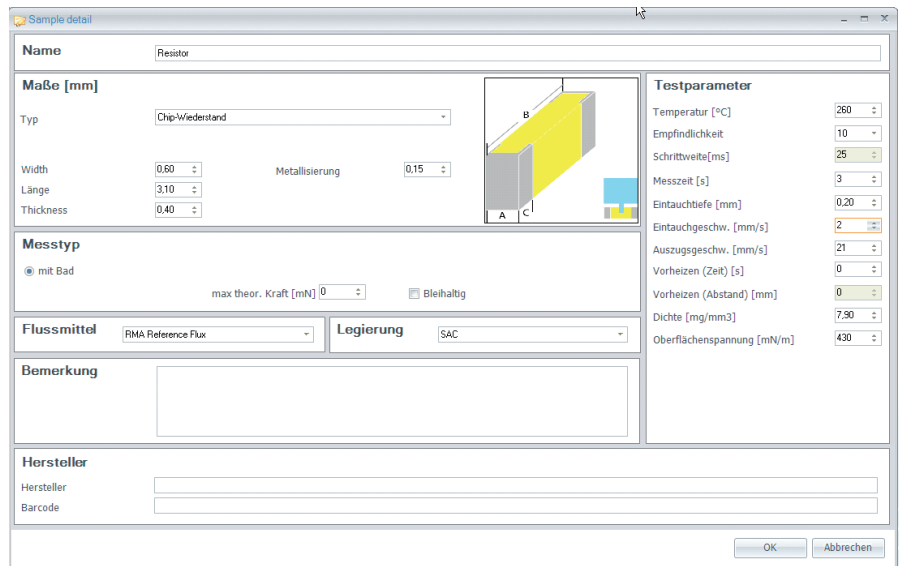 Sample detail
Name
Resistor
Maße [mm]
Typ
Chip-Wiederstand
Width
0,60
Metallisierung
0,15
Länge
3,10
Thickness
0,40
B
A
C
Messtyp
mit Bad
max theor. Kraft [mN]
0
Bleihaltig
Flussmittel
RMA Reference Flux
Legierung
SAC
Bemerkung
Testparameter
Temperatur [°C]
260
Empfindlichkeit
10
Schrittweite[ms]
25
Messzeit [s]
3
Eintauchtiefe [mm]
0,20
Eintauchgeschw. [mm/s]
2
Auszugsgeschw. [mm/s]
21
Vorheizen (Zeit) [s]
0
Vorheizen (Abstand) [mm]
0
Dichte [mg/mm3]
7,90
Oberflächenspannung [mN/m]
430
Hersteller
Hersteller
Barcode
OK
Abbrechen